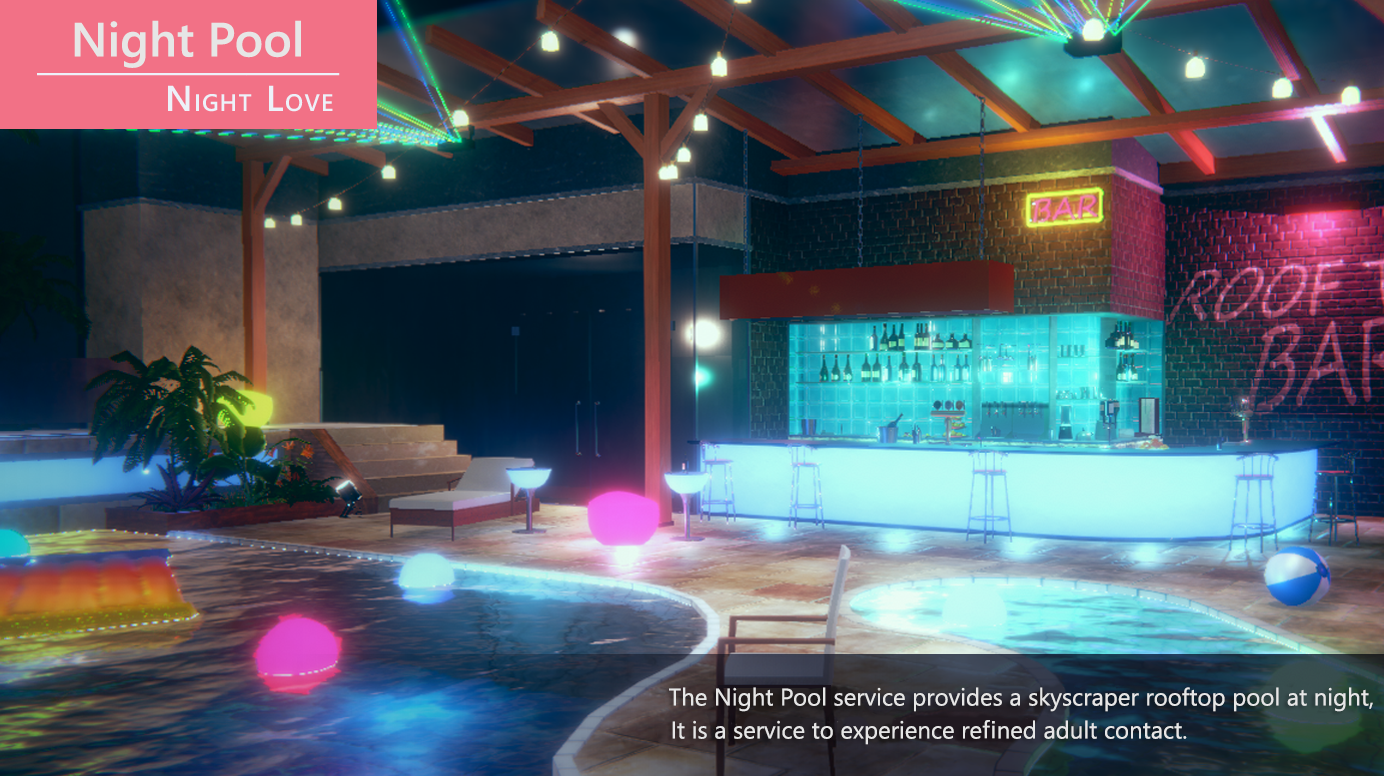 Night Pool
NIGHT LOVE
BAR
ROOFT
BAR
The Night Pool service provides a skyscraper rooftop pool at night,
It is a service to experience refined adult contact.